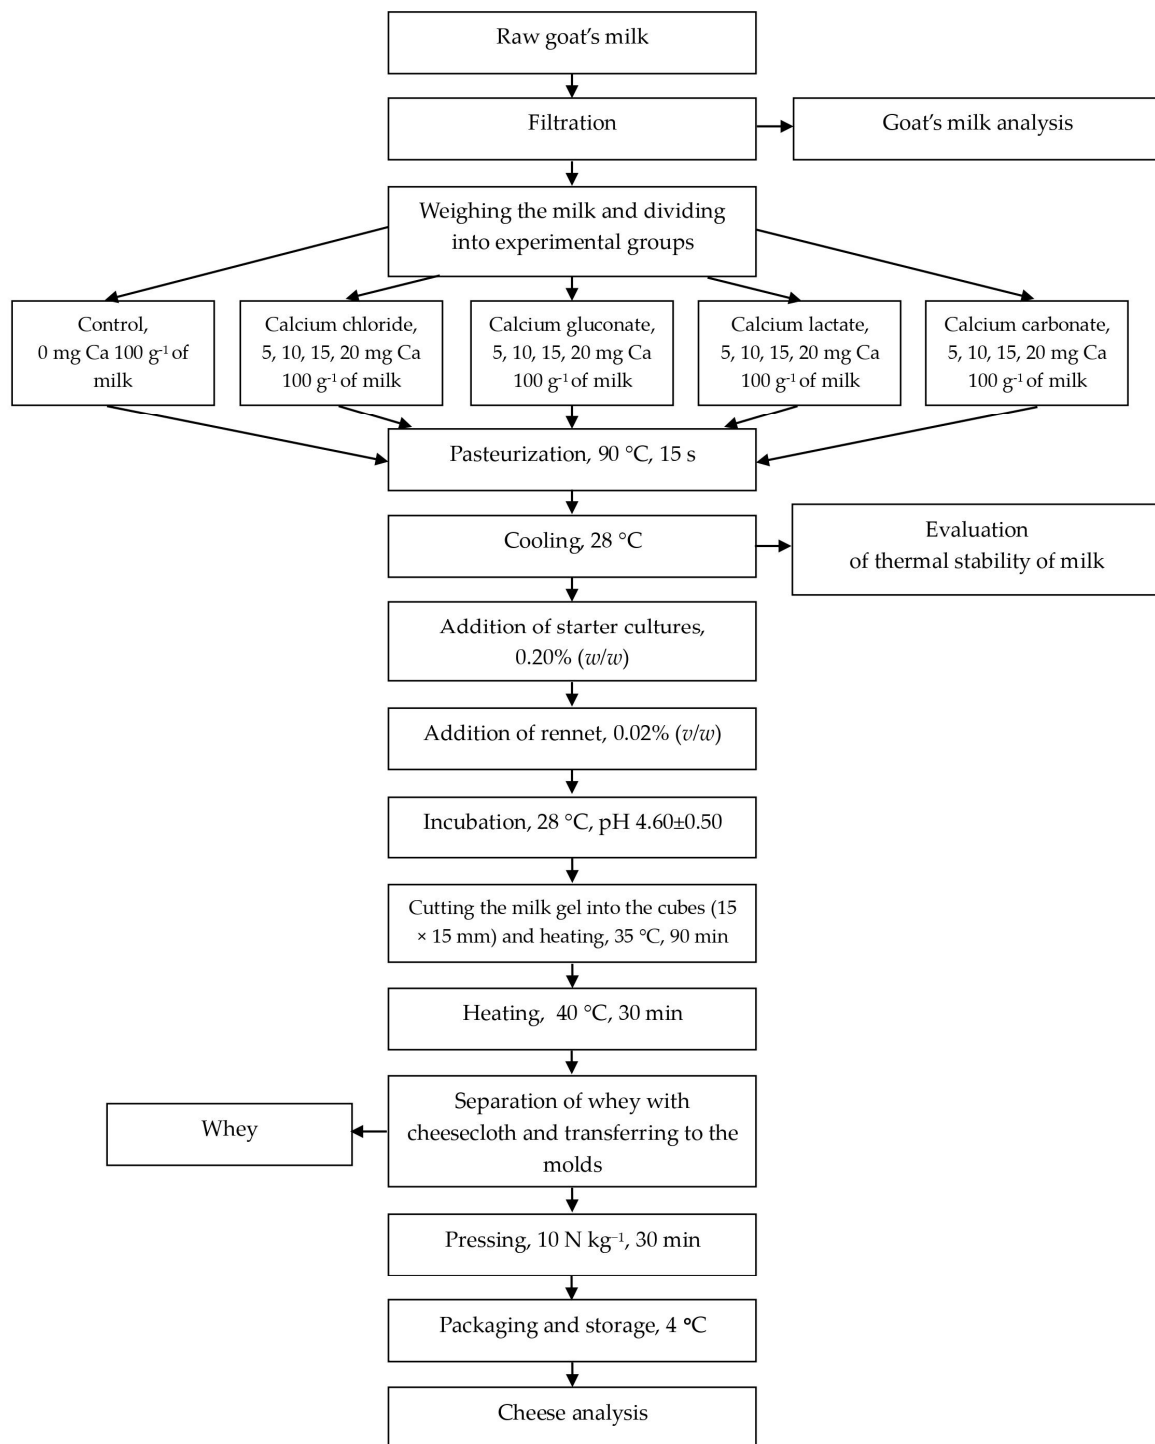 Raw goat's milk
Filtration
Goat's milk analysis
Weighing the milk and dividing
into experimental groups
Control,
0 mg Ca 100 g⁻¹ of
milk
Calcium chloride,
5, 10, 15, 20 mg Ca
100 g⁻¹ of milk
Calcium gluconate,
5, 10, 15, 20 mg Ca
100 g⁻¹ of milk
Calcium lactate,
5, 10, 15, 20 mg Ca
100 g⁻¹ of milk
Calcium carbonate,
5, 10, 15, 20 mg Ca
100 g⁻¹ of milk
Pasteurization, 90 °C, 15 s
Cooling, 28 °C
Evaluation
of thermal stability of milk
Addition of starter cultures,
0.20% (w/w)
Addition of rennet, 0.02% (v/w)
Incubation, 28 °C, pH 4.60±0.50
Cutting the milk gel into the cubes (15
× 15 mm) and heating, 35 °C, 90 min
Heating, 40 °C, 30 min
Separation of whey with
cheesecloth and transferring to the
molds
Whey
Pressing, 10 N kg⁻¹, 30 min
Packaging and storage, 4 °C
Cheese analysis